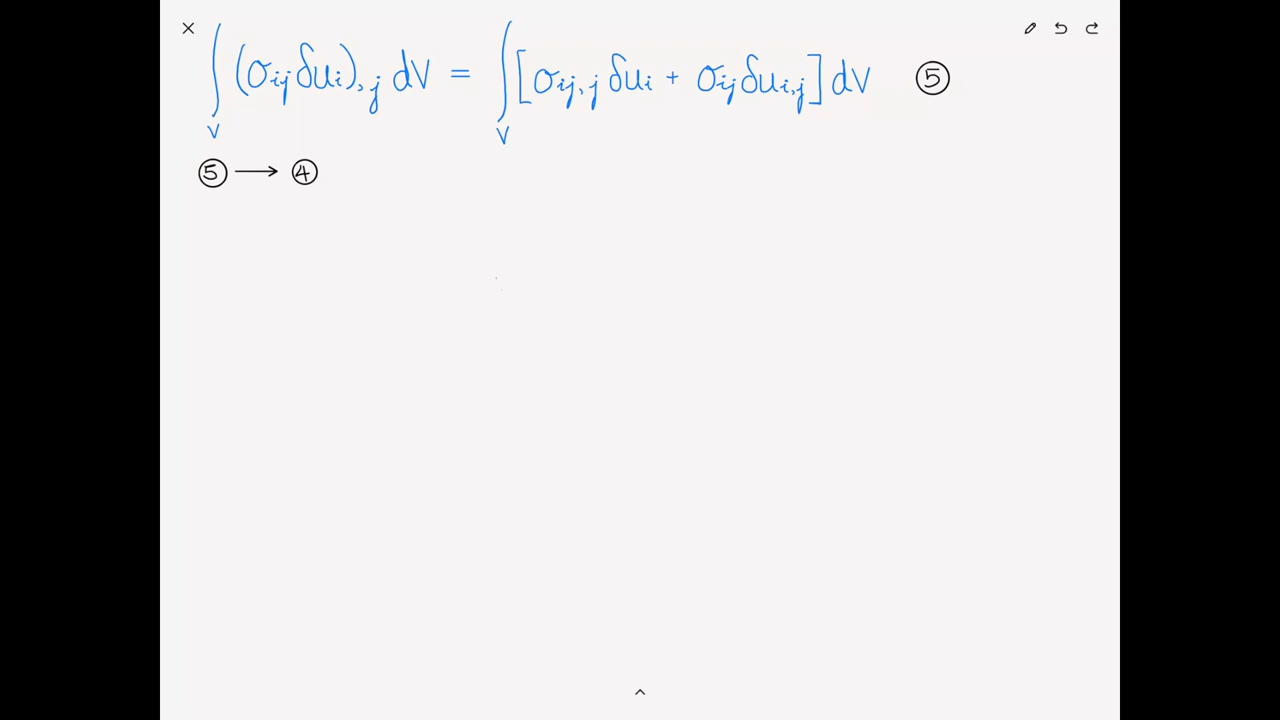 ∫_V (σ_ij δu_i),_j dV = ∫_V [σ_ij,j δu_i + σ_ij δu_i,j] dV ⑤
⑤ ⟶ ④